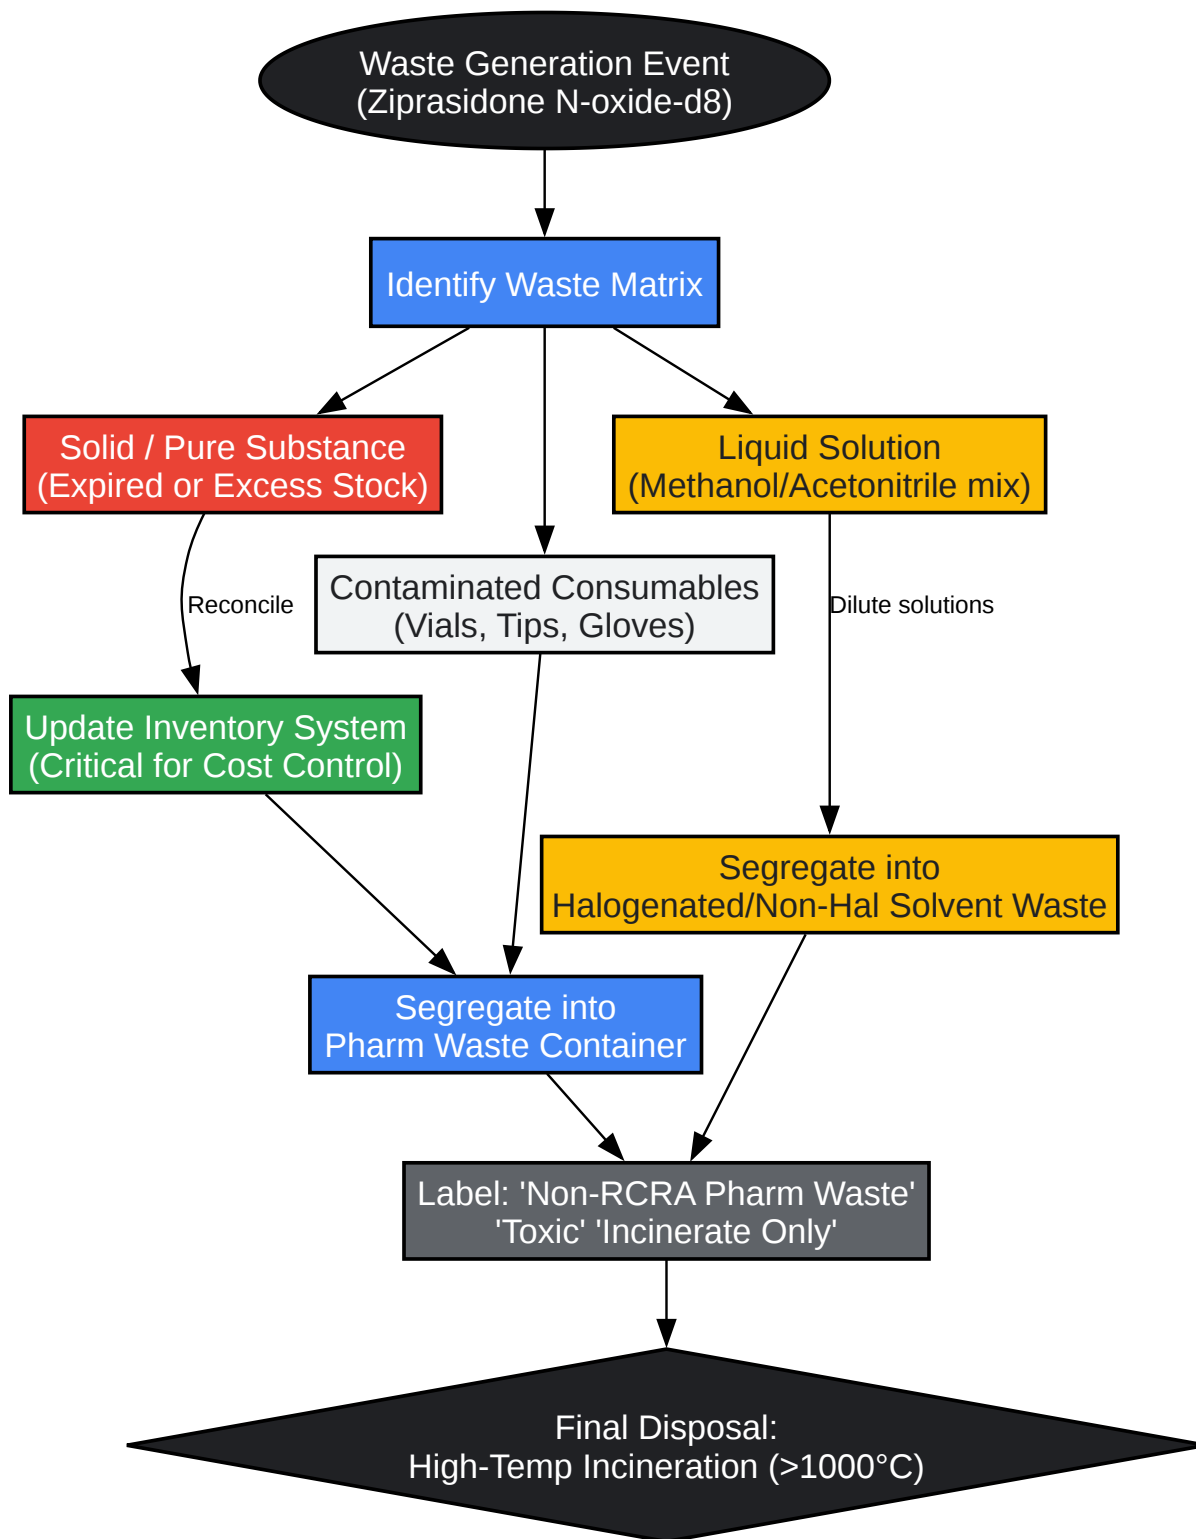 Waste Generation Event
(Ziprasidone N-oxide-d8)
Identify Waste Matrix
Solid / Pure Substance
(Expired or Excess Stock)
Liquid Solution
(Methanol/Acetonitrile mix)
Contaminated Consumables
(Vials, Tips, Gloves)
Reconcile
Dilute solutions
Update Inventory System
(Critical for Cost Control)
Segregate into
Halogenated/Non-Hal Solvent Waste
Segregate into
Pharm Waste Container
Label: 'Non-RCRA Pharm Waste'
'Toxic' 'Incinerate Only'
Final Disposal:
High-Temp Incineration (>1000°C)